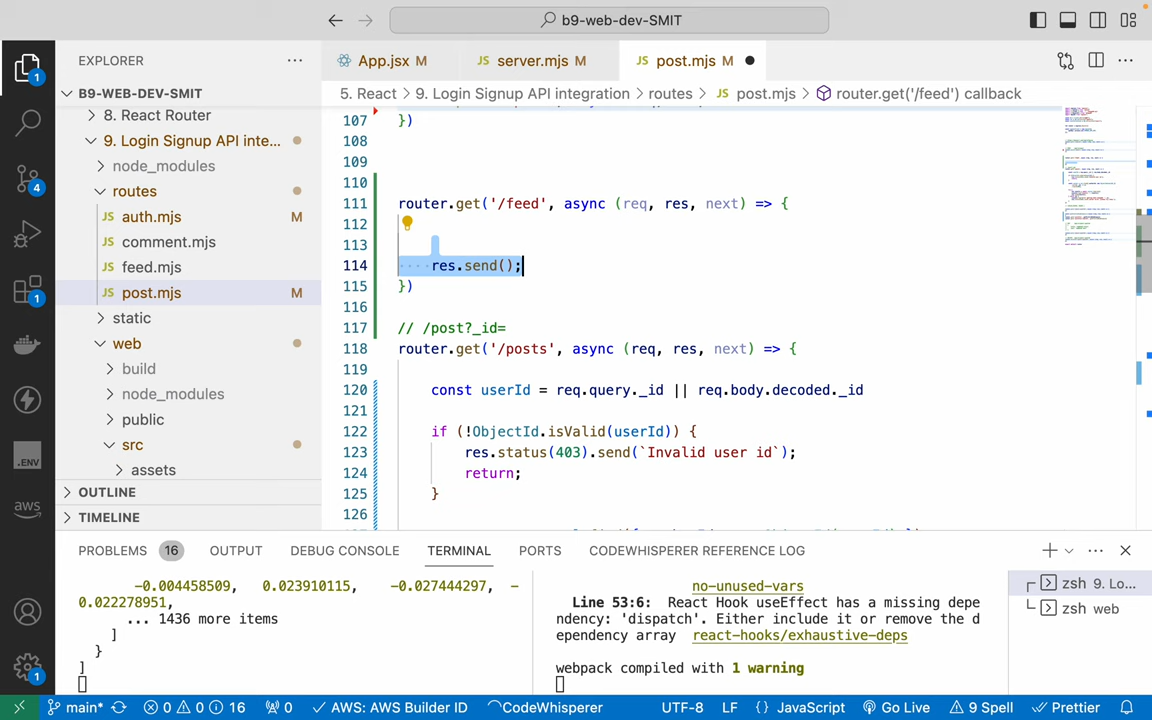 b9-web-dev-SMIT
EXPLORER
App.jsx M
server.mjs M
post.mjs M
B9-WEB-DEV-SMIT
5. React > 9. Login Signup API integration > routes > JS post.mjs > router.get('/feed') callback
8. React Router
9. Login Signup API inte...
node_modules
routes
JS auth.mjs M
JS comment.mjs
JS feed.mjs
JS post.mjs M
static
web
build
node_modules
public
src
assets
OUTLINE
TIMELINE
107 })
108
109
110
111 router.get('/feed', async (req, res, next) => {
112
113
114 res.send();
115 })
116
117 // /post?_id=
118 router.get('/posts', async (req, res, next) => {
119
120 const userId = req.query._id || req.body.decoded._id
121
122 if (!ObjectId.isValid(userId)) {
123 res.status(403).send(`Invalid user id`);
124 return;
125 }
126
PROBLEMS 16 OUTPUT DEBUG CONSOLE TERMINAL PORTS CODEWHISPERER REFERENCE LOG
-0.004458509, 0.023910115, -0.027444297, -
0.022278951,
... 1436 more items
]
}
]
no-unused-vars
Line 53:6: React Hook useEffect has a missing depe
ndency: 'dispatch'. Either include it or remove the d
ependency array react-hooks/exhaustive-deps
webpack compiled with 1 warning
zsh 9. Lo...
zsh web
main* 0 0 16 0 AWS: AWS Builder ID CodeWhisperer UTF-8 LF {} JavaScript Go Live 9 Spell Prettier